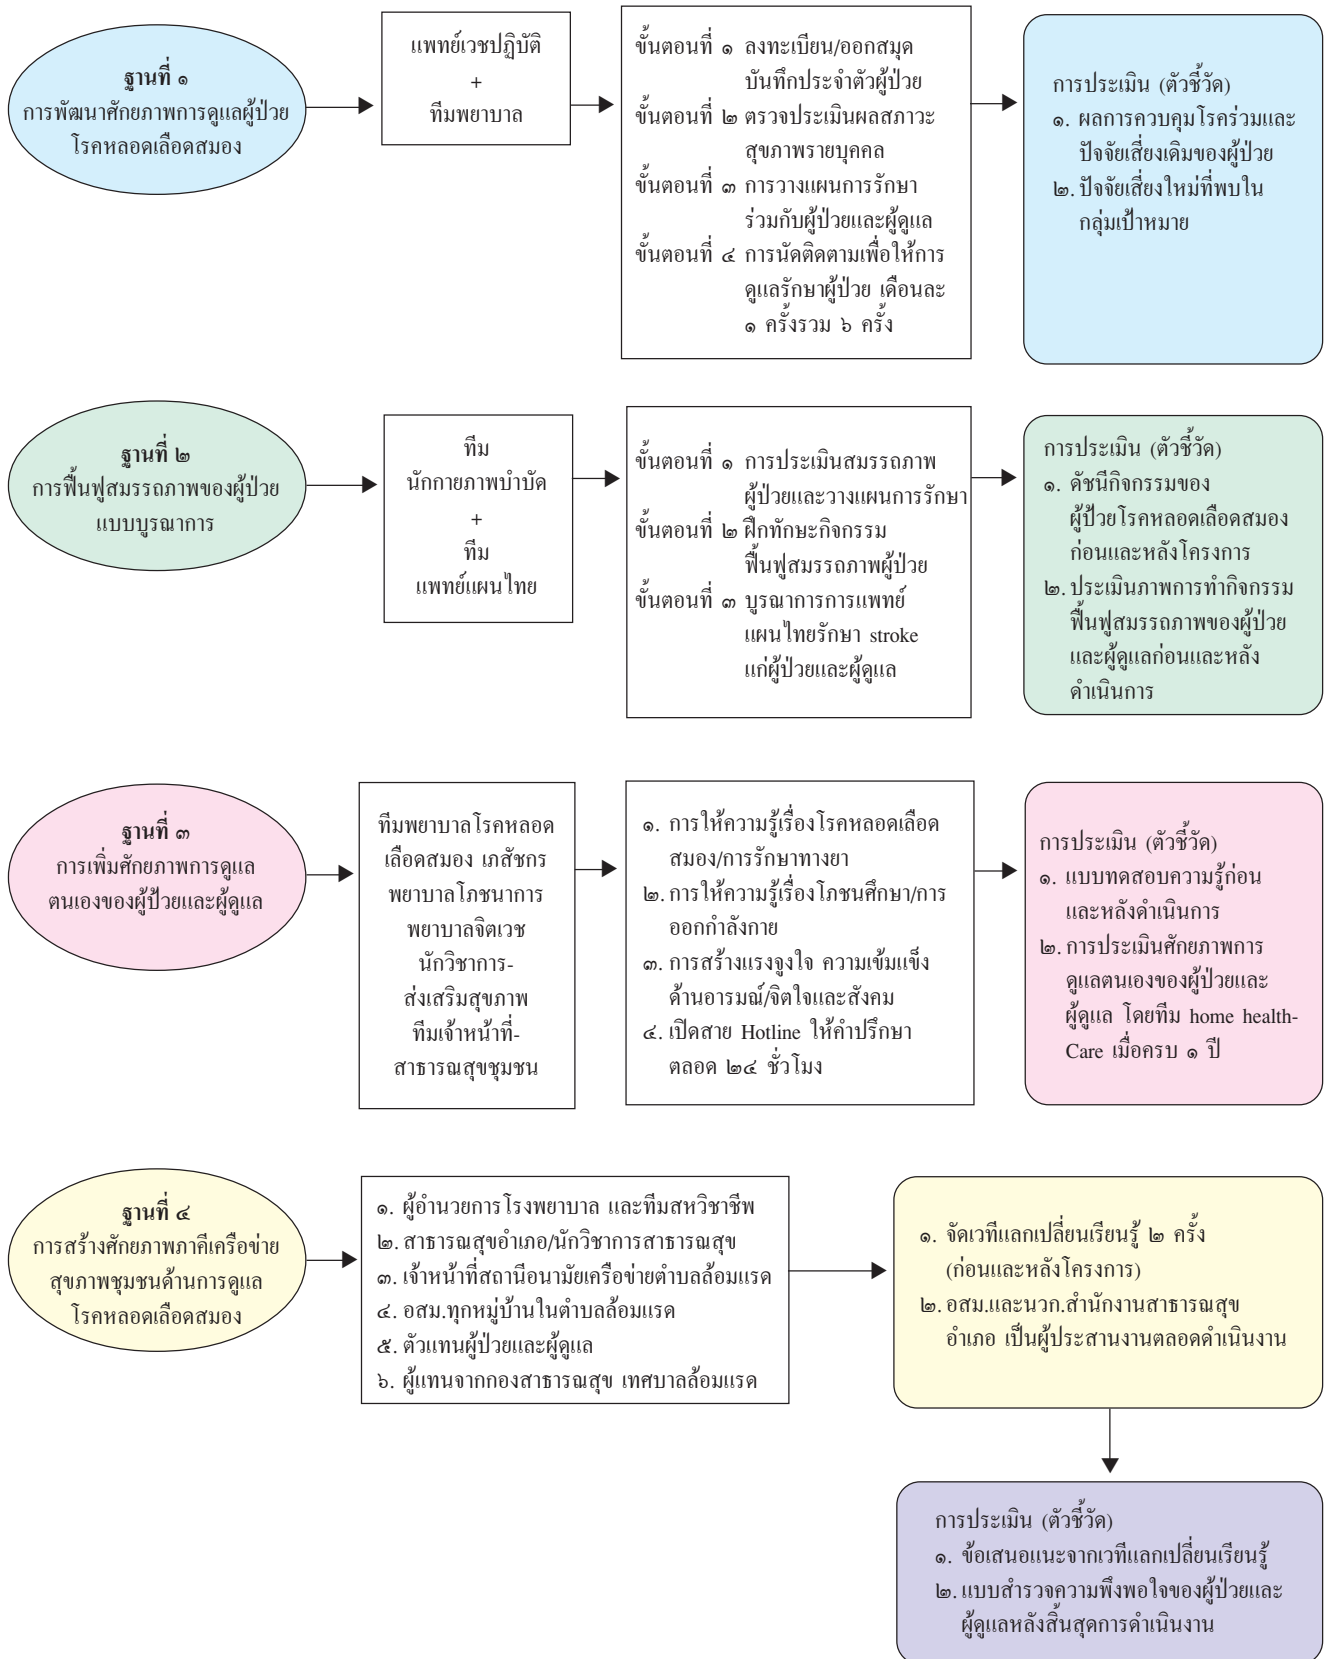 ฐานที่ ๑
การพัฒนาศักยภาพการดูแลผู้ป่วย
โรคหลอดเลือดสมอง
แพทย์เวชปฏิบัติ
+
ทีมพยาบาล
ขั้นตอนที่ ๑ ลงทะเบียน/ออกสมุด
บันทึกประจำตัวผู้ป่วย
ขั้นตอนที่ ๒ ตรวจประเมินผลสภาวะ
สุขภาพรายบุคคล
ขั้นตอนที่ ๓ การวางแผนการรักษา
ร่วมกับผู้ป่วยและผู้ดูแล
ขั้นตอนที่ ๔ การนัดติดตามเพื่อให้การ
ดูแลรักษาผู้ป่วย เดือนละ
๑ ครั้งรวม ๖ ครั้ง
การประเมิน (ตัวชี้วัด)
๑. ผลการควบคุมโรคร่วมและ
ปัจจัยเสี่ยงเดิมของผู้ป่วย
๒. ปัจจัยเสี่ยงใหม่ที่พบใน
กลุ่มเป้าหมาย
ฐานที่ ๒
การฟื้นฟูสมรรถภาพของผู้ป่วย
แบบบูรณาการ
ทีม
นักกายภาพบำบัด
+
ทีม
แพทย์แผนไทย
ขั้นตอนที่ ๑ การประเมินสมรรถภาพ
ผู้ป่วยและวางแผนการรักษา
ขั้นตอนที่ ๒ ฝึกทักษะกิจกรรม
ฟื้นฟูสมรรถภาพผู้ป่วย
ขั้นตอนที่ ๓ บูรณาการการแพทย์
แผนไทยรักษา stroke
แก่ผู้ป่วยและผู้ดูแล
การประเมิน (ตัวชี้วัด)
๑. ดัชนีกิจกรรมของ
ผู้ป่วยโรคหลอดเลือดสมอง
ก่อนและหลังโครงการ
๒. ประเมินภาพการทำกิจกรรม
ฟื้นฟูสมรรถภาพของผู้ป่วย
และผู้ดูแลก่อนและหลัง
ดำเนินการ
ฐานที่ ๓
การเพิ่มศักยภาพการดูแล
ตนเองของผู้ป่วยและผู้ดูแล
ทีมพยาบาลโรคหลอด
เลือดสมอง เภสัชกร
พยาบาลโภชนาการ
พยาบาลจิตเวช
นักวิชาการ-
ส่งเสริมสุขภาพ
ทีมเจ้าหน้าที่-
สาธารณสุขชุมชน
๑. การให้ความรู้เรื่องโรคหลอดเลือด
สมอง/การรักษาทางยา
๒. การให้ความรู้เรื่องโภชนศึกษา/การ
ออกกำลังกาย
๓. การสร้างแรงจูงใจ ความเข้มแข็ง
ด้านอารมณ์/จิตใจและสังคม
๔. เปิดสาย Hotline ให้คำปรึกษา
ตลอด ๒๔ ชั่วโมง
การประเมิน (ตัวชี้วัด)
๑. แบบทดสอบความรู้ก่อน
และหลังดำเนินการ
๒. การประเมินศักยภาพการ
ดูแลตนเองของผู้ป่วยและ
ผู้ดูแล โดยทีม home health-
Care เมื่อครบ ๑ ปี
ฐานที่ ๔
การสร้างศักยภาพภาคีเครือข่าย
สุขภาพชุมชนด้านการดูแล
โรคหลอดเลือดสมอง
๑. ผู้อำนวยการโรงพยาบาล และทีมสหวิชาชีพ
๒. สาธารณสุขอำเภอ/นักวิชาการสาธารณสุข
๓. เจ้าหน้าที่สถานีอนามัยเครือข่ายตำบลล้อมแรด
๔. อสม.ทุกหมู่บ้านในตำบลล้อมแรด
๕. ตัวแทนผู้ป่วยและผู้ดูแล
๖. ผู้แทนจากกองสาธารณสุข เทศบาลล้อมแรด
๑. จัดเวทีแลกเปลี่ยนเรียนรู้ ๒ ครั้ง
(ก่อนและหลังโครงการ)
๒. อสม.และนวก.สำนักงานสาธารณสุข
อำเภอ เป็นผู้ประสานงานตลอดดำเนินงาน
การประเมิน (ตัวชี้วัด)
๑. ข้อเสนอแนะจากเวทีแลกเปลี่ยนเรียนรู้
๒. แบบสำรวจความพึงพอใจของผู้ป่วยและ
ผู้ดูแลหลังสิ้นสุดการดำเนินงาน